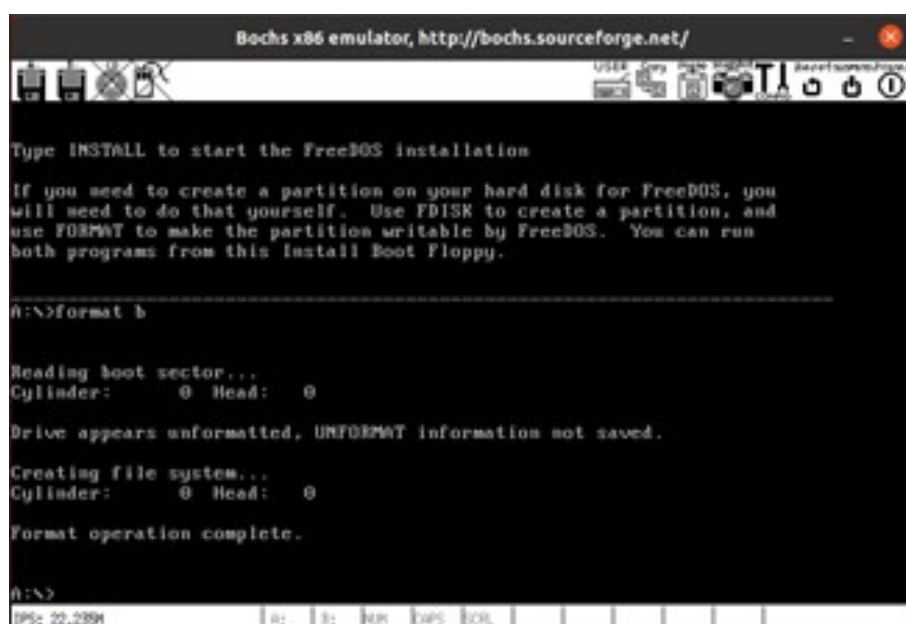 Bochs x86 emulator, http://bochs.sourceforge.net/
USER Copy
CONFIG
Type INSTALL to start the FreeDOS installation
If you need to create a partition on your hard disk for FreeDOS, you
will need to do that yourself.  Use FDISK to create a partition, and
use FORMAT to make the partition writable by FreeDOS.  You can run
both programs from this Install Boot Floppy.
A:\>format b
Reading boot sector...
Cylinder:      0  Head:   0
Drive appears unformatted, UNFORMAT information not saved.
Creating file system...
Cylinder:      0  Head:   0
Format operation complete.
A:\>
A: B: NUM CAPS SCRL